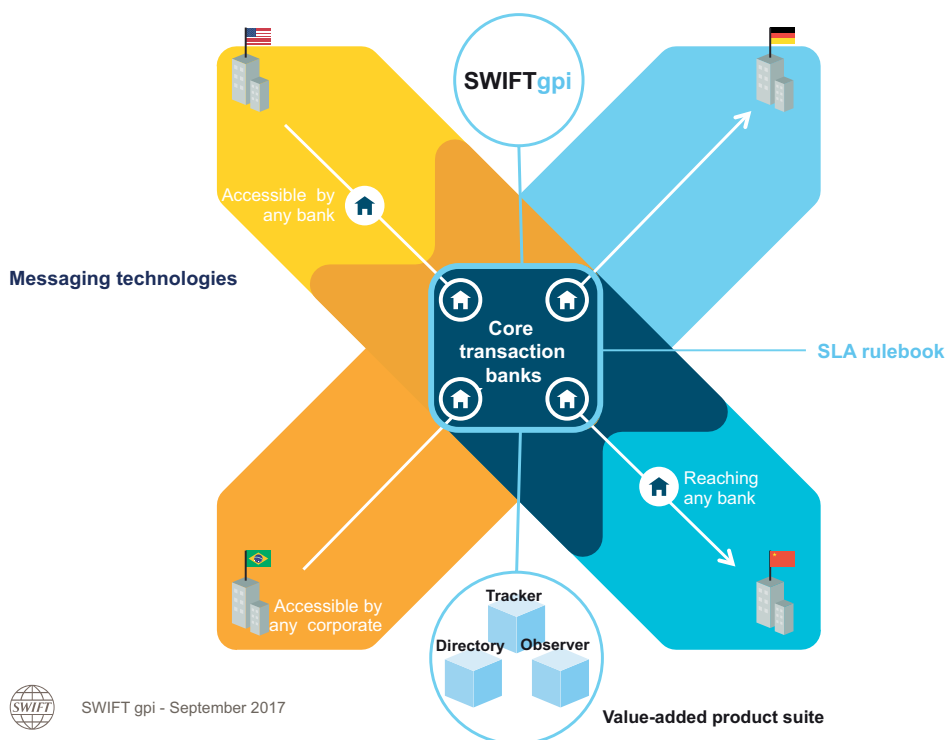 SWIFTgpi
Accessible by
any bank
Messaging technologies
Core
transaction
banks
SLA rulebook
Reaching
any bank
Accessible by
any corporate
Tracker
Directory
Observer
Value-added product suite
SWIFT
SWIFT gpi - September 2017